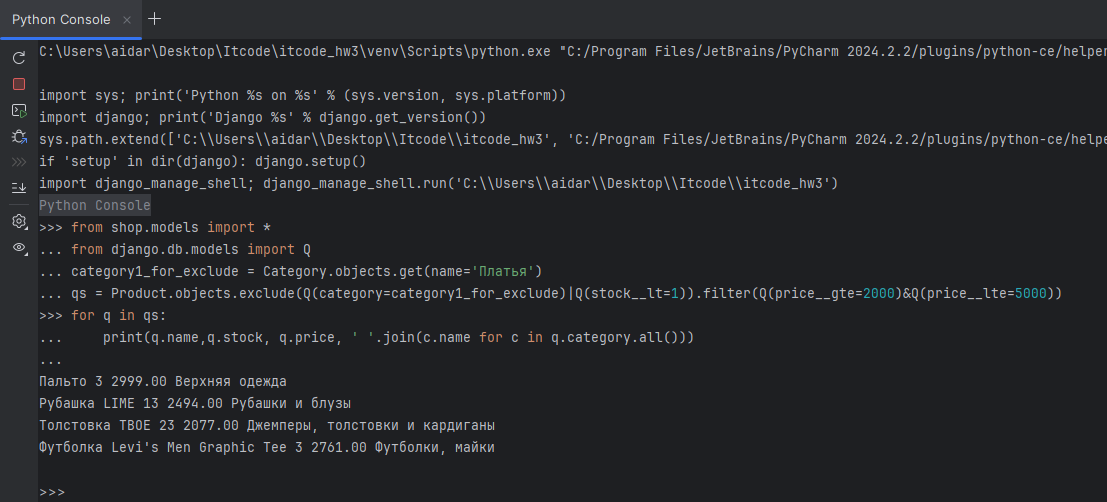 Python Console
C:\Users\aidar\Desktop\Itcode\itcode_hw3\venv\Scripts\python.exe "C:/Program Files/JetBrains/PyCharm 2024.2.2/plugins/python-ce/helper
import sys; print('Python %s on %s' % (sys.version, sys.platform))
import django; print('Django %s' % django.get_version())
sys.path.extend(['C:\\Users\\aidar\\Desktop\\Itcode\\itcode_hw3', 'C:/Program Files/JetBrains/PyCharm 2024.2.2/plugins/python-ce/helpe
if 'setup' in dir(django): django.setup()
import django_manage_shell; django_manage_shell.run('C:\\Users\\aidar\\Desktop\\Itcode\\itcode_hw3')
Python Console
>>> from shop.models import *
... from django.db.models import Q
... category1_for_exclude = Category.objects.get(name='Платья')
... qs = Product.objects.exclude(Q(category=category1_for_exclude)|Q(stock__lt=1)).filter(Q(price__gte=2000)&Q(price__lte=5000))
>>> for q in qs:
...     print(q.name,q.stock, q.price, ' '.join(c.name for c in q.category.all()))
...
Пальто 3 2999.00 Верхняя одежда
Рубашка LIME 13 2494.00 Рубашки и блузы
Толстовка ТВОЕ 23 2077.00 Джемперы, толстовки и кардиганы
Футболка Levi's Men Graphic Tee 3 2761.00 Футболки, майки
>>>